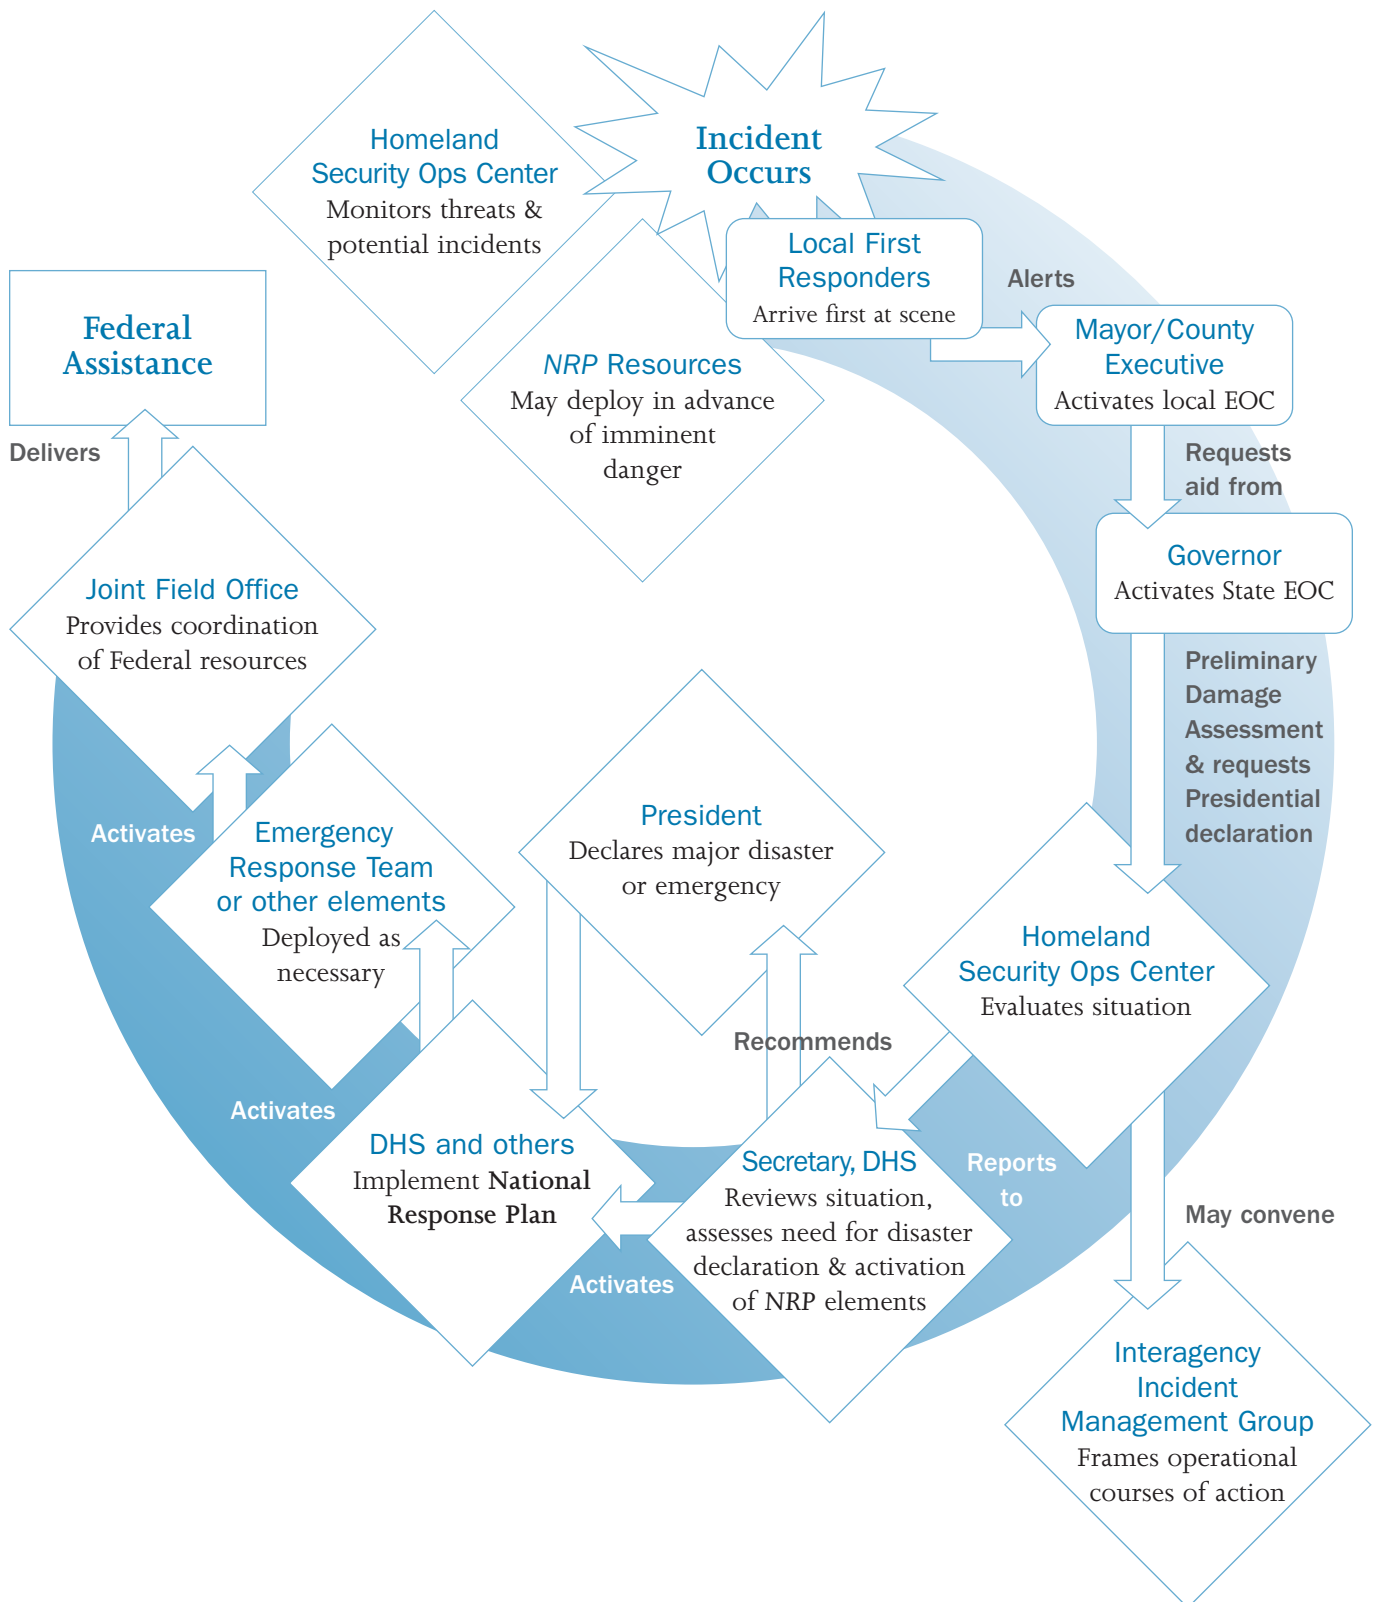 Incident
Occurs
Homeland
Security Ops Center
Monitors threats &
potential incidents
NRP Resources
May deploy in advance
of imminent
danger
Local First
Responders
Arrive first at scene
Alerts
Mayor/County
Executive
Activates local EOC
Requests
aid from
Governor
Activates State EOC
Preliminary
Damage
Assessment
& requests
Presidential
declaration
Homeland
Security Ops Center
Evaluates situation
May convene
Interagency
Incident
Management Group
Frames operational
courses of action
Reports
to
Secretary, DHS
Reviews situation,
assesses need for disaster
declaration & activation
of NRP elements
Recommends
President
Declares major disaster
or emergency
Activates
DHS and others
Implement National
Response Plan
Activates
Emergency
Response Team
or other elements
Deployed as
necessary
Activates
Joint Field Office
Provides coordination
of Federal resources
Delivers
Federal
Assistance